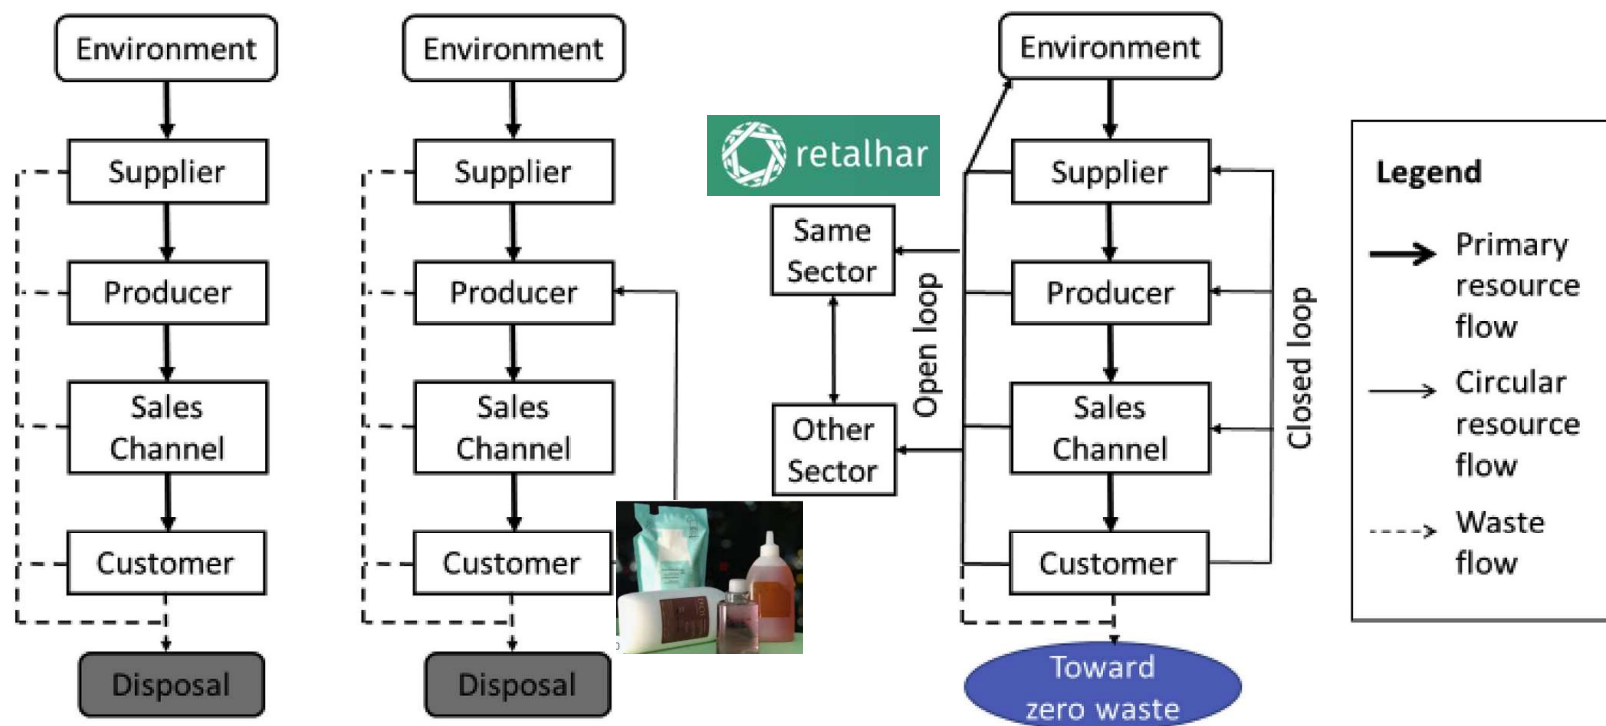 Environment
Supplier
Producer
Sales
Channel
Customer
Disposal
Environment
Supplier
Producer
Sales
Channel
Customer
Disposal
retalhar
Same
Sector
Other
Sector
Open loop
Environment
Supplier
Producer
Sales
Channel
Customer
Closed loop
Toward
zero waste
Legend
Primary
resource
flow
Circular
resource
flow
Waste
flow